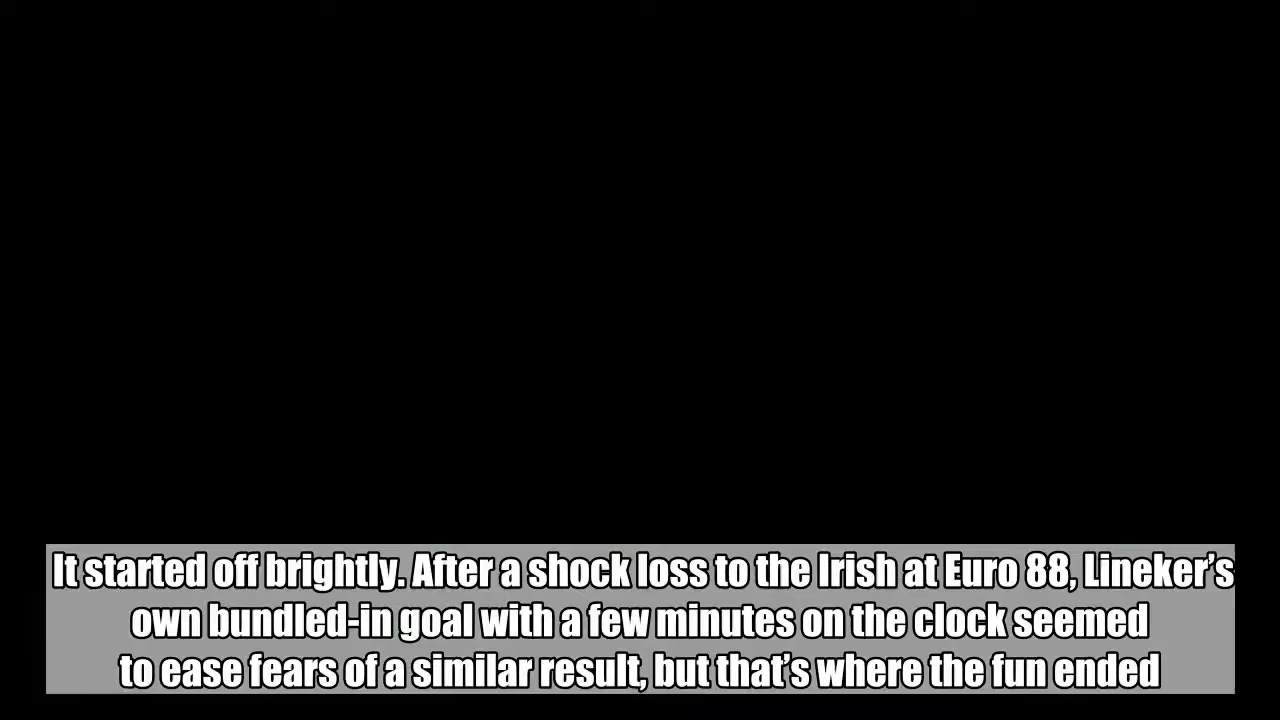 It started off brightly. After a shock loss to the Irish at Euro 88, Lineker’s
own bundled-in goal with a few minutes on the clock seemed
to ease fears of a similar result, but that’s where the fun ended